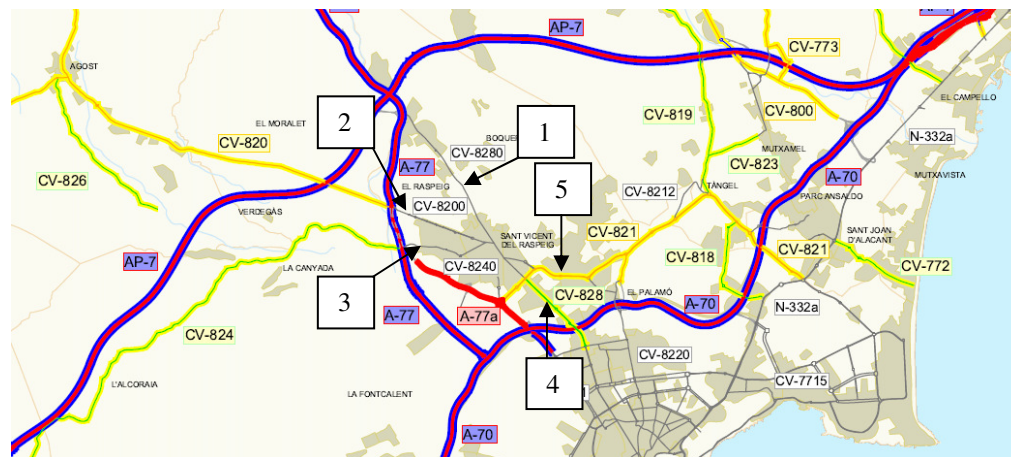 AP-7
AP-7
CV-773
AGOST
EL CAMPELLO
CV-800
EL MORALET
2
1
CV-819
BOQUER
N-332a
CV-820
MUTXAMEL
CV-8280
A-77
CV-823
CV-826
5
A-70
MUTXAVISTA
EL RASPEIG
CV-8212
TÀNGEL
PARC ANSALDO
CV-8200
VERDEGÀS
SANT VICENT
DEL RASPEIG
CV-821
SANT JOAN
D'ALACANT
AP-7
LA CANYADA
3
CV-8240
CV-818
CV-821
CV-772
CV-828
EL PALAMÓ
A-77
A-77a
A-70
N-332a
CV-824
CV-8220
L'ALCORAIA
LA FONTCALENT
4
CV-7715
A-70